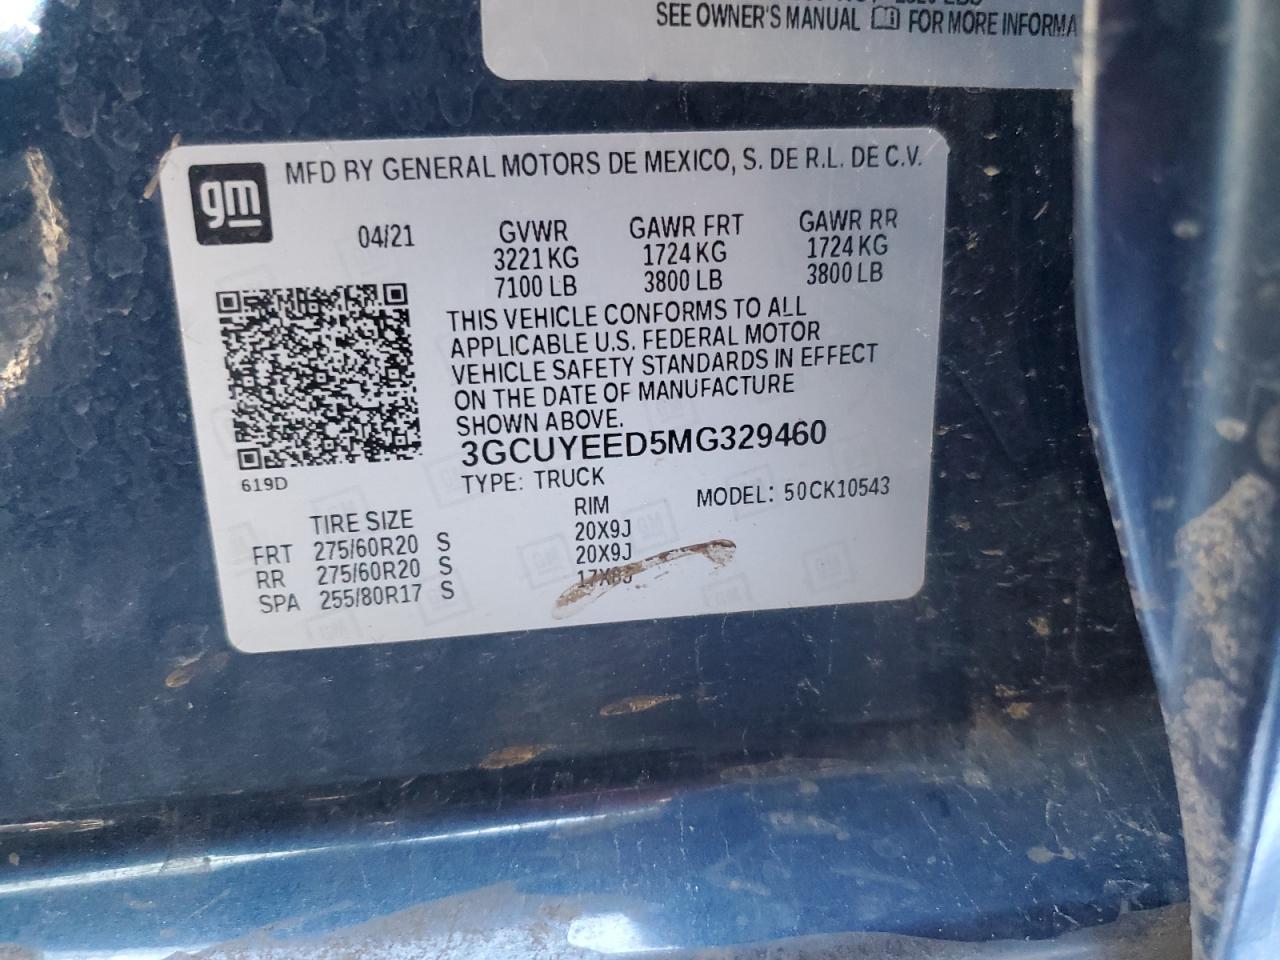 SEE OWNER'S MANUAL FOR MORE INFORMA
gm
MFD BY GENERAL MOTORS DE MEXICO, S. DE R.L. DE C.V.
04/21
GVWR GAWR FRT GAWR RR
3221 KG 1724 KG 1724 KG
7100 LB 3800 LB 3800 LB
THIS VEHICLE CONFORMS TO ALL
APPLICABLE U.S. FEDERAL MOTOR
VEHICLE SAFETY STANDARDS IN EFFECT
ON THE DATE OF MANUFACTURE
SHOWN ABOVE.
3GCUYEED5MG329460
619D
TYPE: TRUCK
MODEL: 50CK10543
TIRE SIZE RIM
FRT 275/60R20 S 20X9J
RR 275/60R20 S 20X9J
SPA 255/80R17 S 17X8J